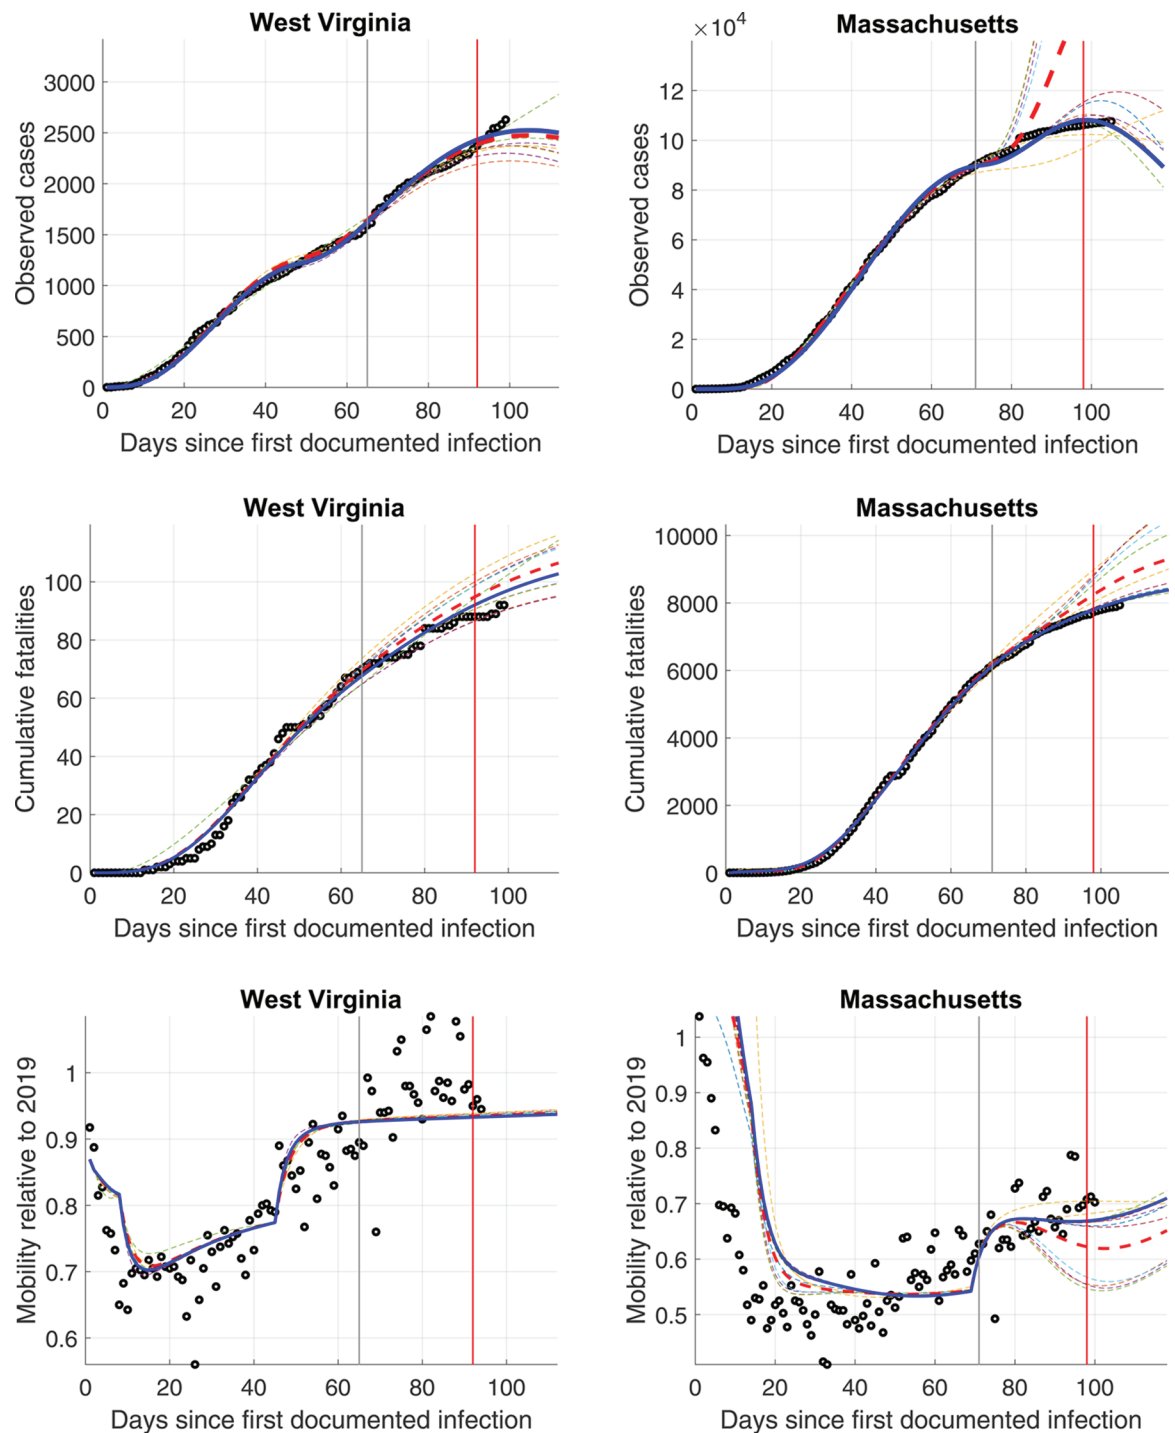 West Virginia
Observed cases
3000
2500
2000
1500
1000
500
0
0 20 40 60 80 100
Days since first documented infection
Massachusetts
×10⁴
Observed cases
12
10
8
6
4
2
0
0 20 40 60 80 100
Days since first documented infection
West Virginia
Cumulative fatalities
100
80
60
40
20
0
0 20 40 60 80 100
Days since first documented infection
Massachusetts
Cumulative fatalities
10000
8000
6000
4000
2000
0
0 20 40 60 80 100
Days since first documented infection
West Virginia
Mobility relative to 2019
1
0.9
0.8
0.7
0.6
0 20 40 60 80 100
Days since first documented infection
Massachusetts
Mobility relative to 2019
1
0.9
0.8
0.7
0.6
0.5
0 20 40 60 80 100
Days since first documented infection